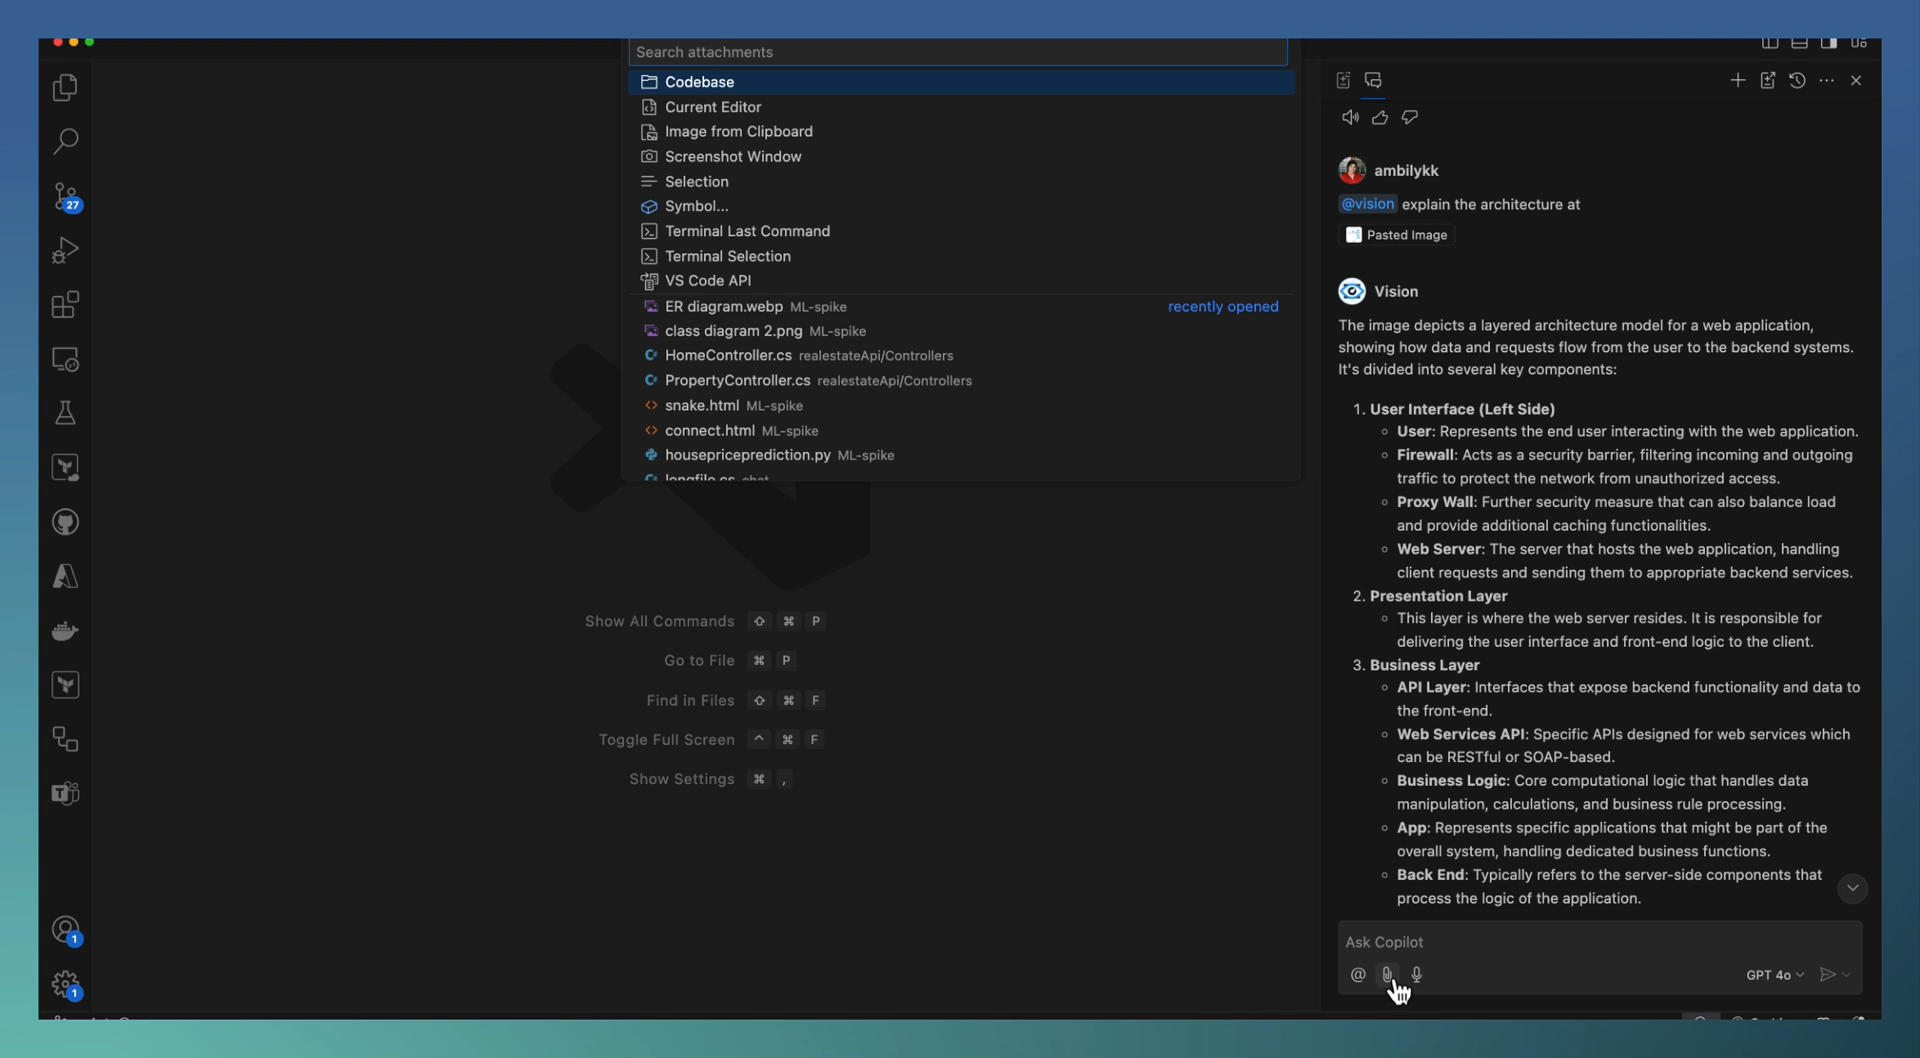 Search attachments
Codebase
Current Editor
Image from Clipboard
Screenshot Window
Selection
Symbol...
Terminal Last Command
Terminal Selection
VS Code API
ER diagram.webp ML-spike recently opened
class diagram 2.png ML-spike
HomeController.cs realestateApi/Controllers
PropertyController.cs realestateApi/Controllers
snake.html ML-spike
connect.html ML-spike
housepriceprediction.py ML-spike
longfile.cs chat
27
Show All Commands ⇧ ⌘ P
Go to File ⌘ P
Find in Files ⇧ ⌘ F
Toggle Full Screen ^ ⌘ F
Show Settings ⌘ ,
1
1
ambilykk
@vision explain the architecture at
Pasted Image
Vision
The image depicts a layered architecture model for a web application,
showing how data and requests flow from the user to the backend systems.
It's divided into several key components:
1. User Interface (Left Side)
◦ User: Represents the end user interacting with the web application.
◦ Firewall: Acts as a security barrier, filtering incoming and outgoing
traffic to protect the network from unauthorized access.
◦ Proxy Wall: Further security measure that can also balance load
and provide additional caching functionalities.
◦ Web Server: The server that hosts the web application, handling
client requests and sending them to appropriate backend services.
2. Presentation Layer
◦ This layer is where the web server resides. It is responsible for
delivering the user interface and front-end logic to the client.
3. Business Layer
◦ API Layer: Interfaces that expose backend functionality and data to
the front-end.
◦ Web Services API: Specific APIs designed for web services which
can be RESTful or SOAP-based.
◦ Business Logic: Core computational logic that handles data
manipulation, calculations, and business rule processing.
◦ App: Represents specific applications that might be part of the
overall system, handling dedicated business functions.
◦ Back End: Typically refers to the server-side components that
process the logic of the application.
Ask Copilot
@ GPT 4o